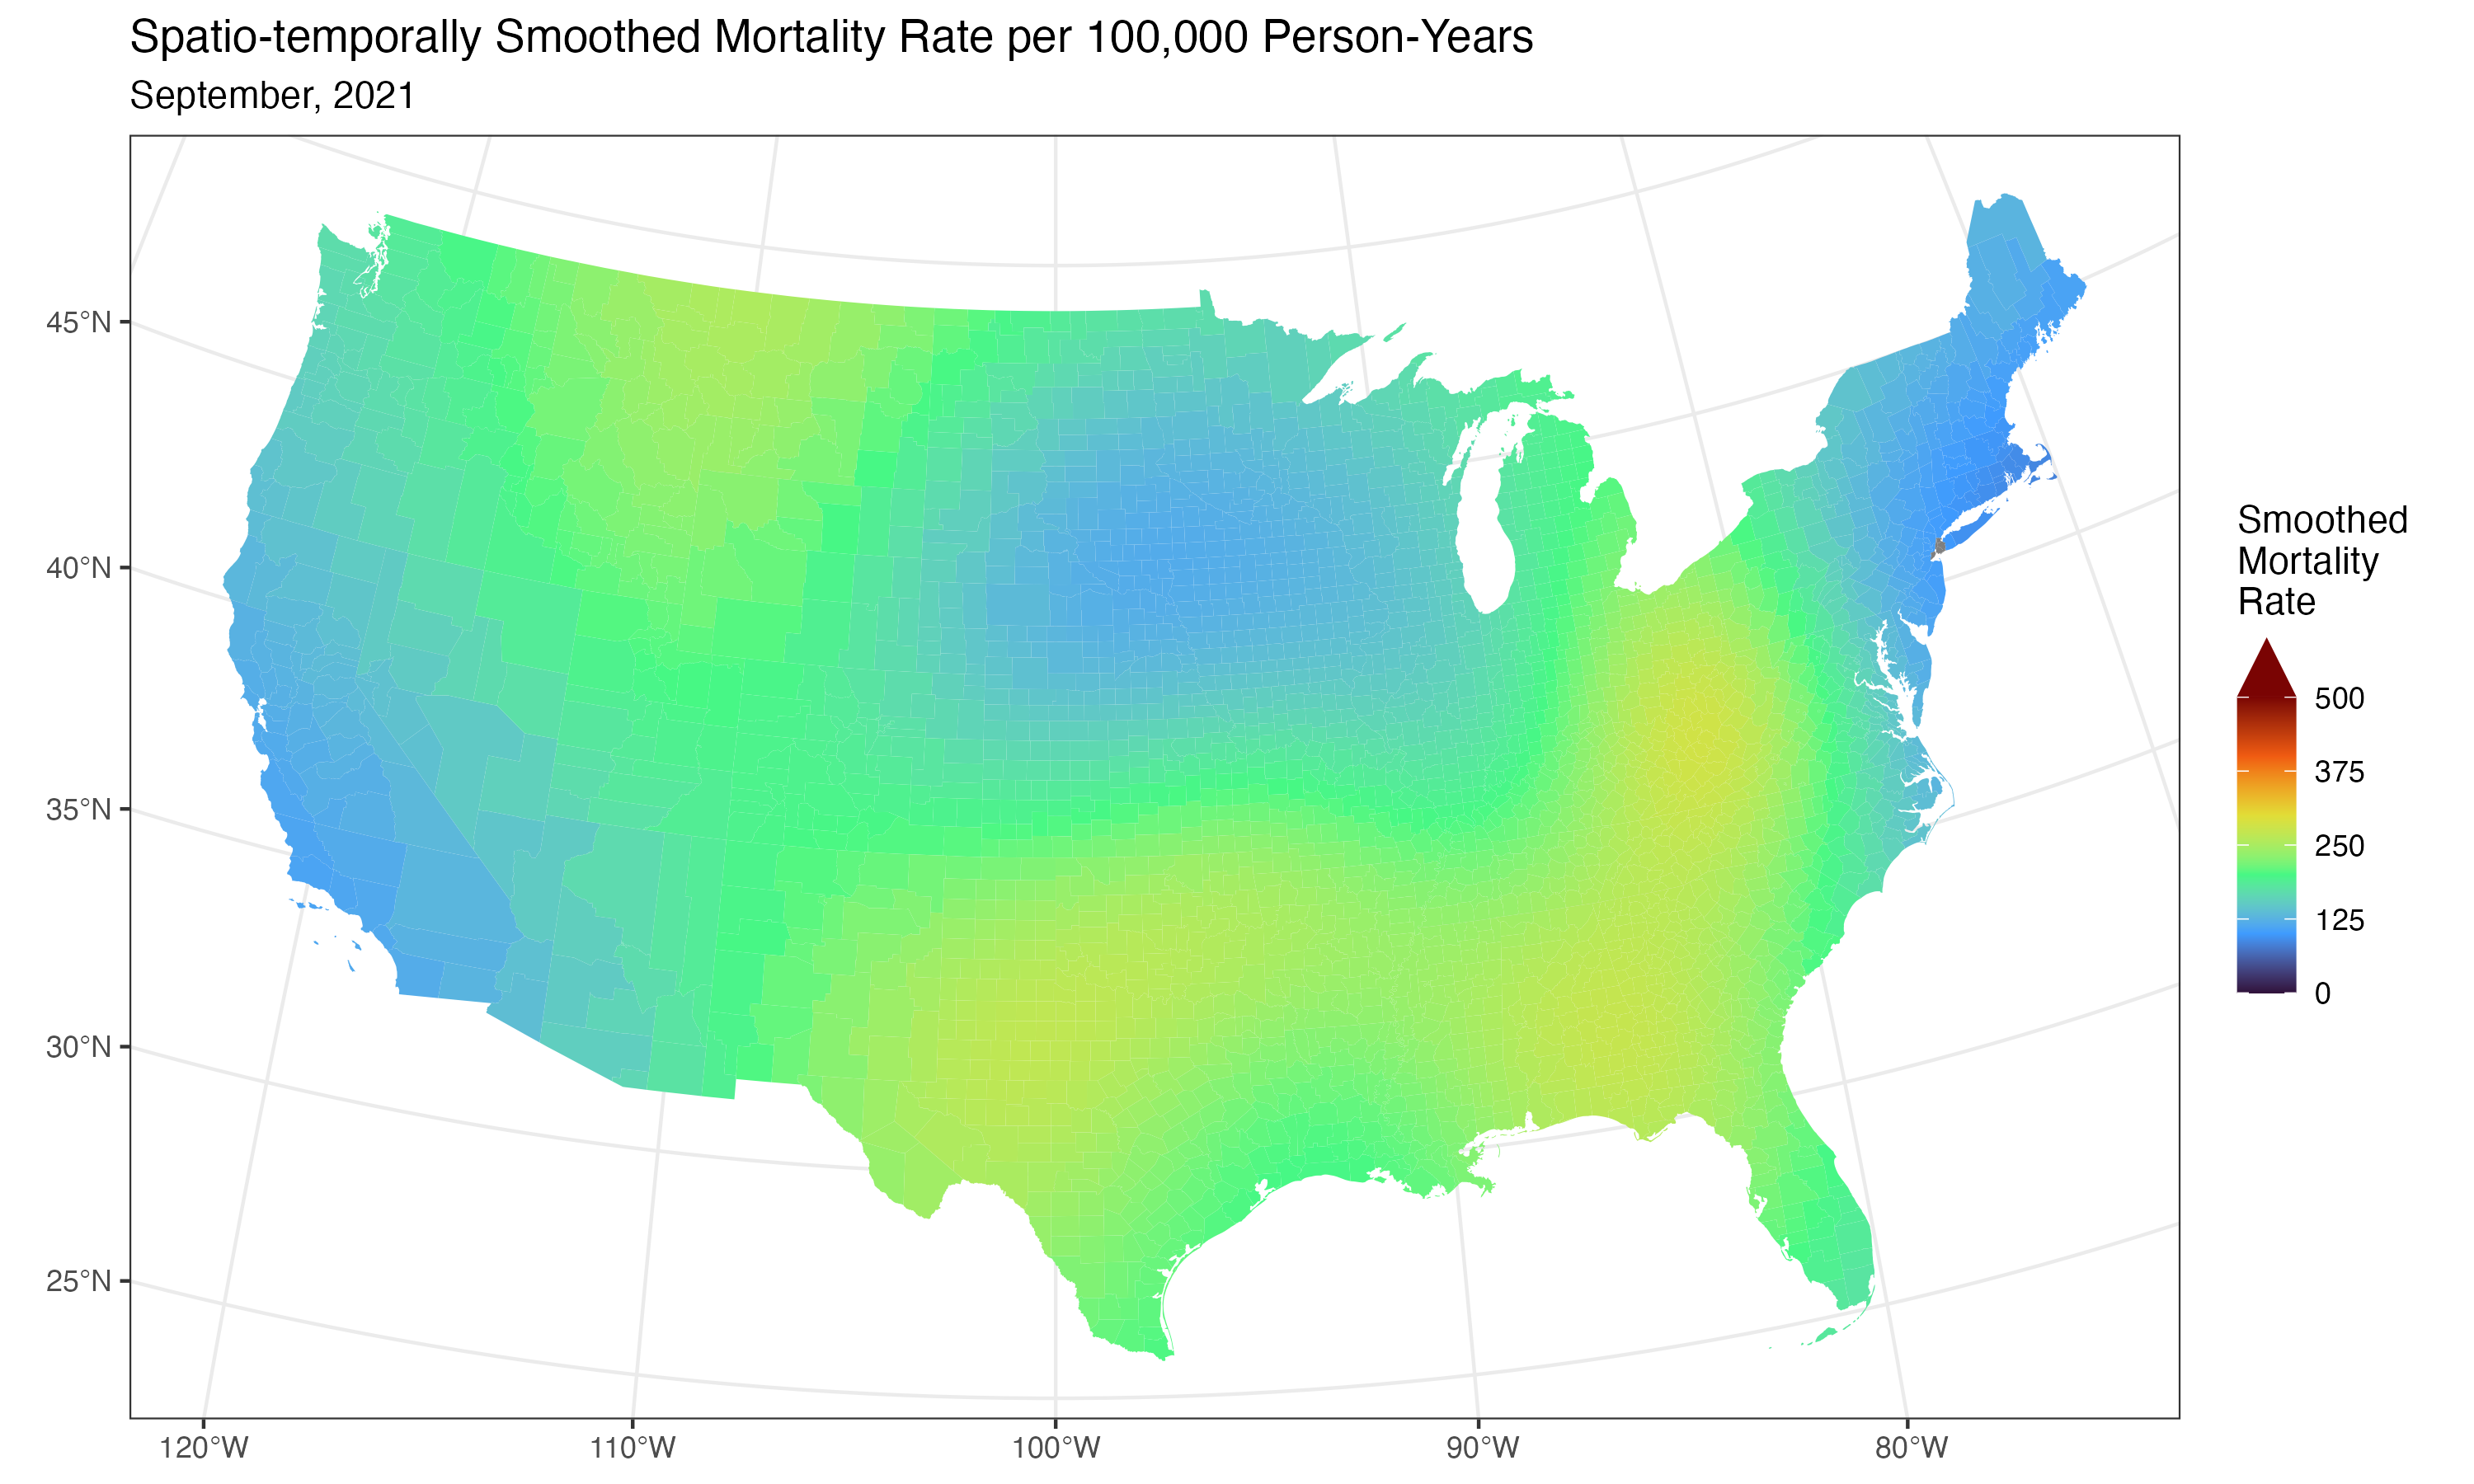 Spatio-temporally Smoothed Mortality Rate per 100,000 Person-Years
September, 2021
45°N
40°N
35°N
30°N
25°N
120°W
110°W
100°W
90°W
80°W
Smoothed
Mortality
Rate
500
375
250
125
0